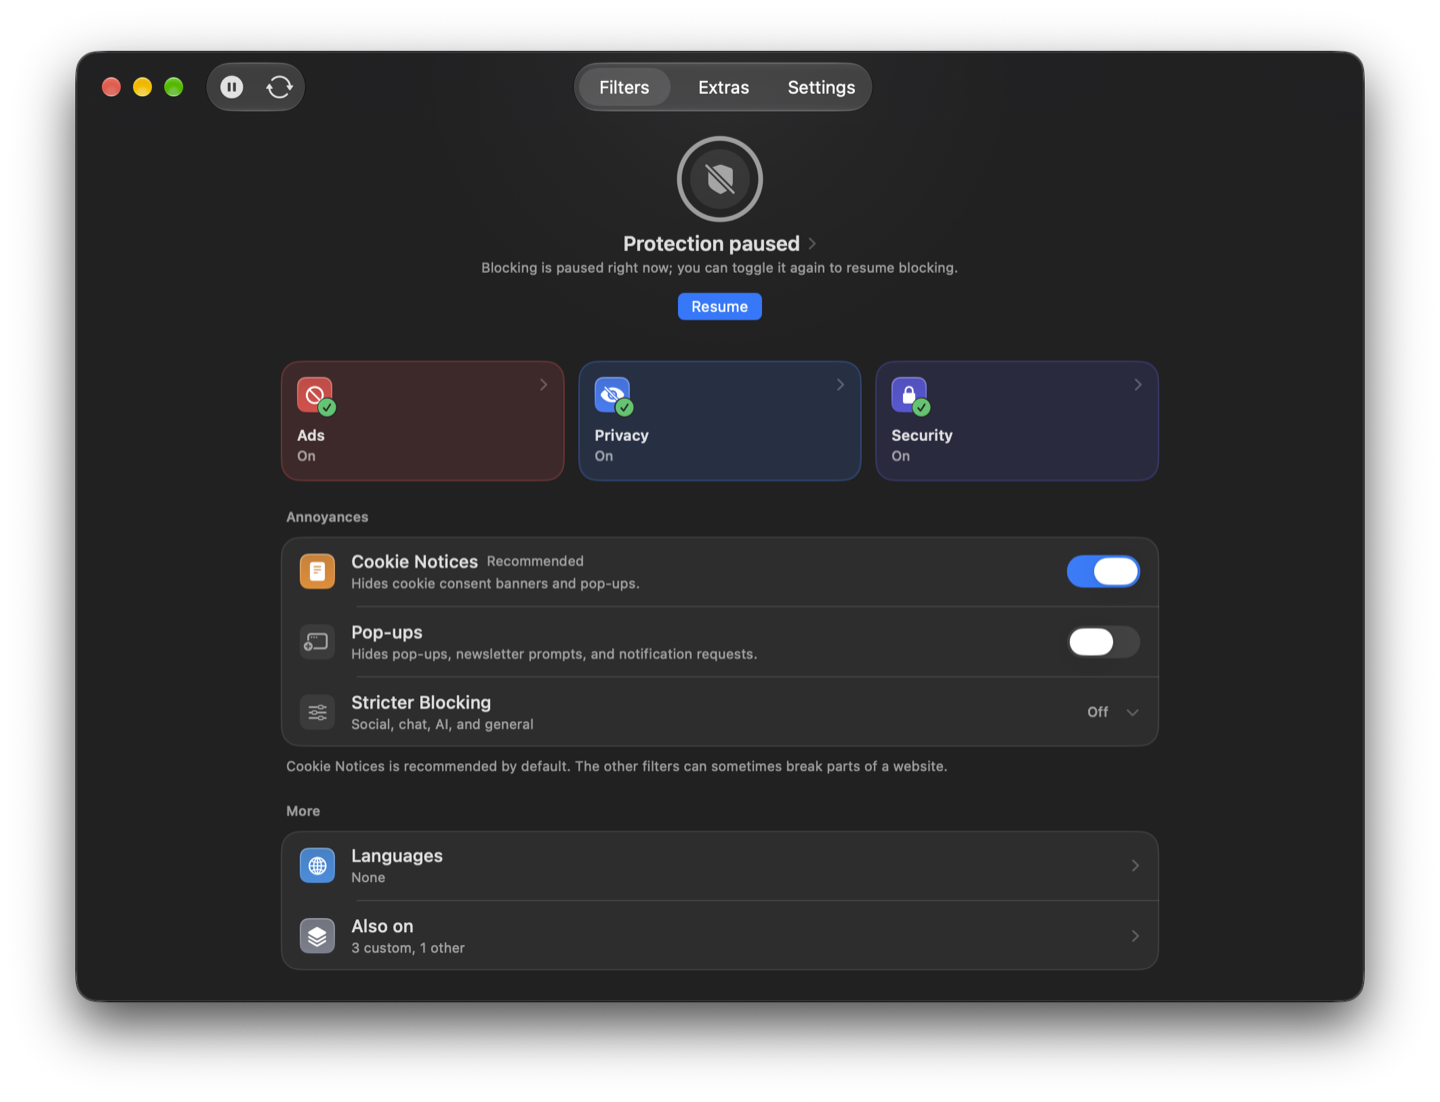 Filters
Extras
Settings
Protection paused
Blocking is paused right now; you can toggle it again to resume blocking.
Resume
Ads
On
Privacy
On
Security
On
Annoyances
Cookie Notices Recommended
Hides cookie consent banners and pop-ups.
Pop-ups
Hides pop-ups, newsletter prompts, and notification requests.
Stricter Blocking
Social, chat, AI, and general
Off
Cookie Notices is recommended by default. The other filters can sometimes break parts of a website.
More
Languages
None
Also on
3 custom, 1 other